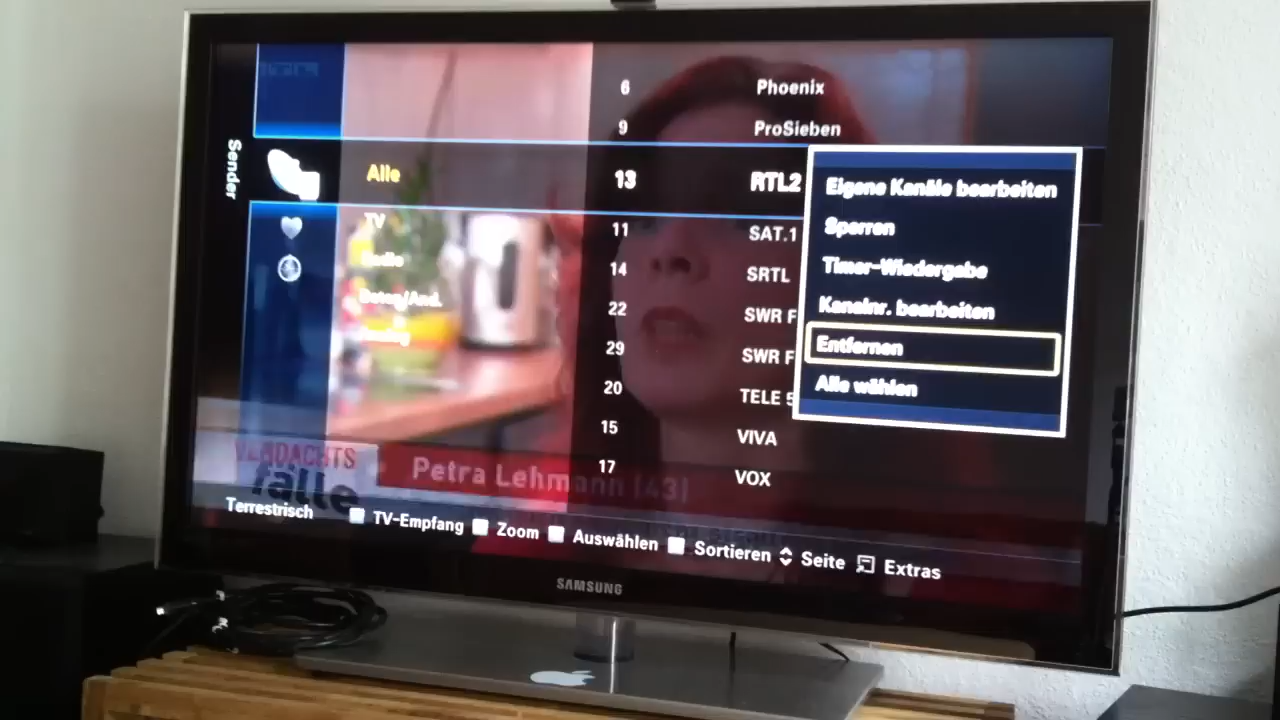 Sender
6 Phoenix
9 ProSieben
Alle 13 RTL2
TV 11 SAT.1
Radio 14 SRTL
Daten/And. 22 SWR F
29 SWR F
20 TELE 5
15 VIVA
17 VOX
Eigene Kanäle bearbeiten
Sperren
Timer-Wiedergabe
Kanalnr. bearbeiten
Entfernen
Alle wählen
VERDACHTS
fälle
Petra Lehmann (43)
Terrestrisch TV-Empfang Zoom Auswählen Sortieren Seite Extras
SAMSUNG